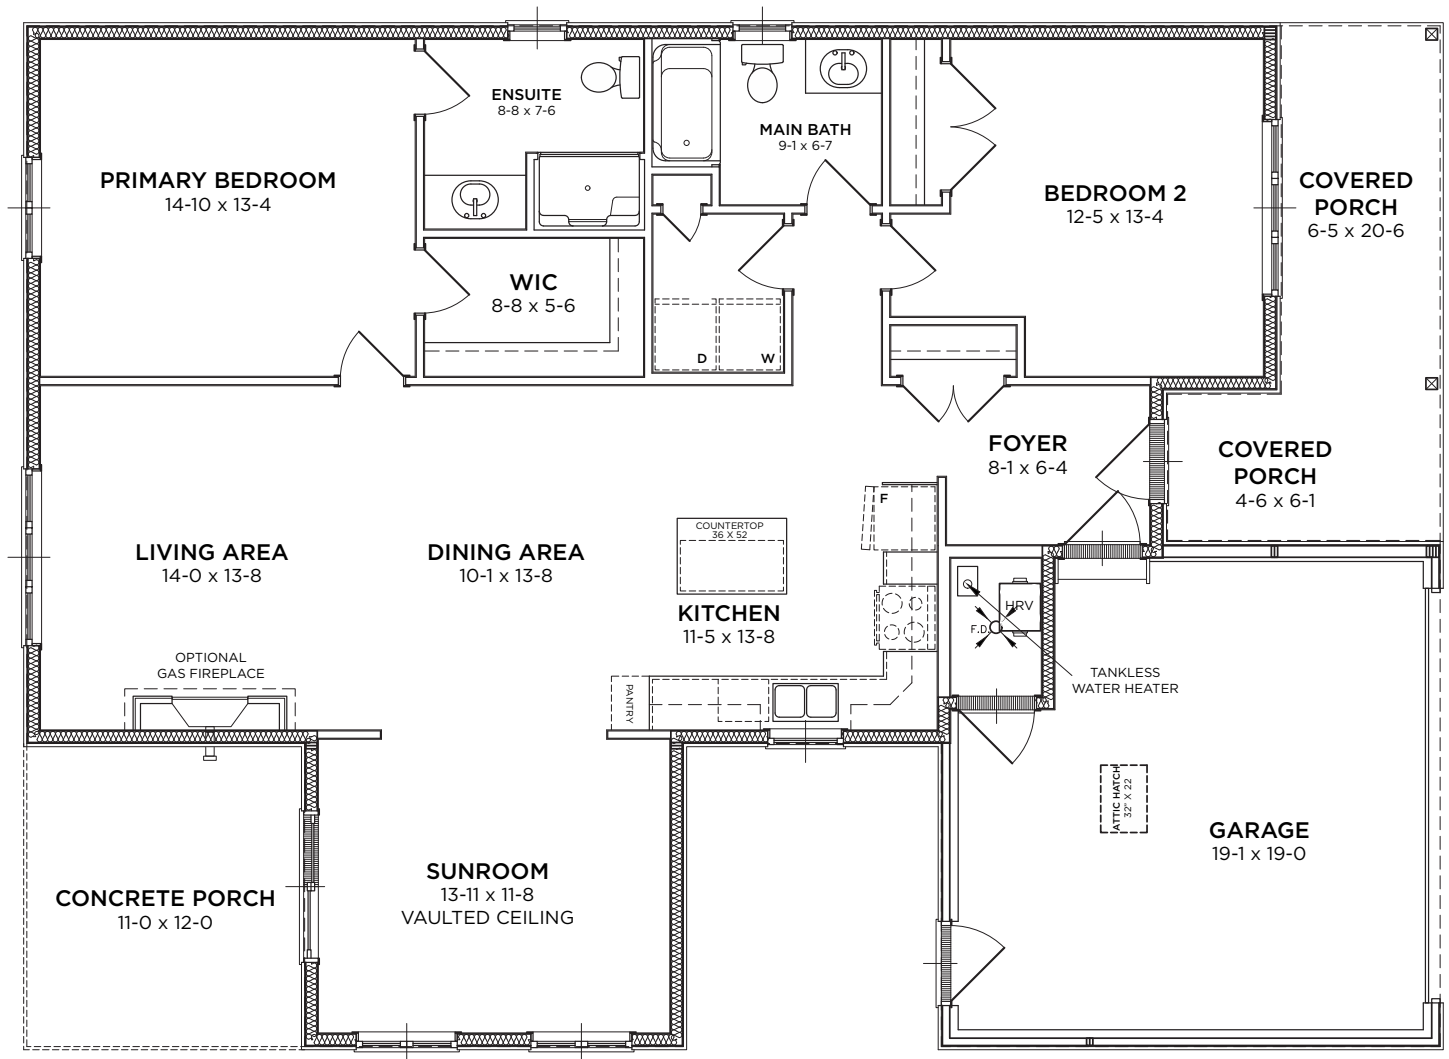 ENSUITE
8-8 x 7-6
MAIN BATH
9-1 x 6-7
PRIMARY BEDROOM
14-10 x 13-4
BEDROOM 2
12-5 x 13-4
COVERED
PORCH
6-5 x 20-6
WIC
8-8 x 5-6
D
W
FOYER
8-1 x 6-4
COVERED
PORCH
4-6 x 6-1
F
COUNTERTOP
36 X 52
LIVING AREA
14-0 x 13-8
DINING AREA
10-1 x 13-8
KITCHEN
11-5 x 13-8
HRV
F.D.
OPTIONAL
GAS FIREPLACE
PANTRY
TANKLESS
WATER HEATER
ATTIC HATCH
32" X 22
GARAGE
19-1 x 19-0
SUNROOM
13-11 x 11-8
VAULTED CEILING
CONCRETE PORCH
11-0 x 12-0